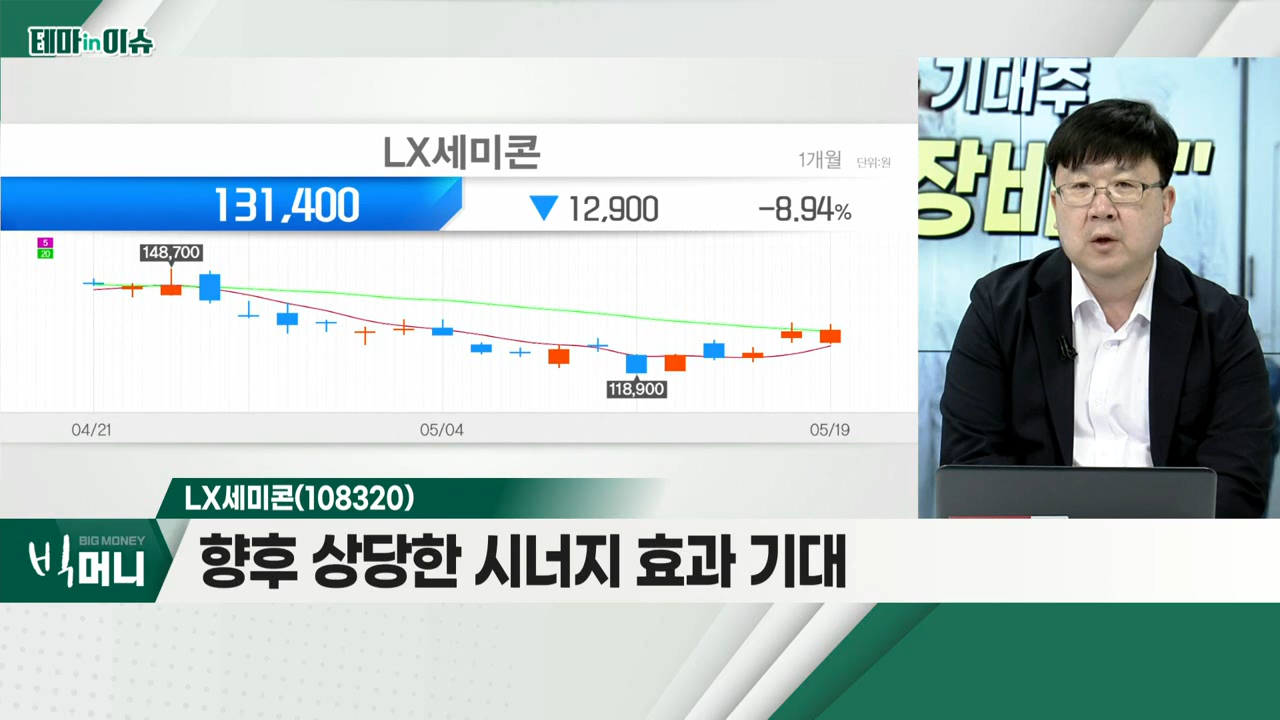 테마in이슈
기대주
장비"
LX세미콘
1개월 단위:원
131,400 ▼12,900 -8.94%
5
20
148,700
118,900
04/21 05/04 05/19
LX세미콘(108320)
BIG MONEY
빅머니
향후 상당한 시너지 효과 기대